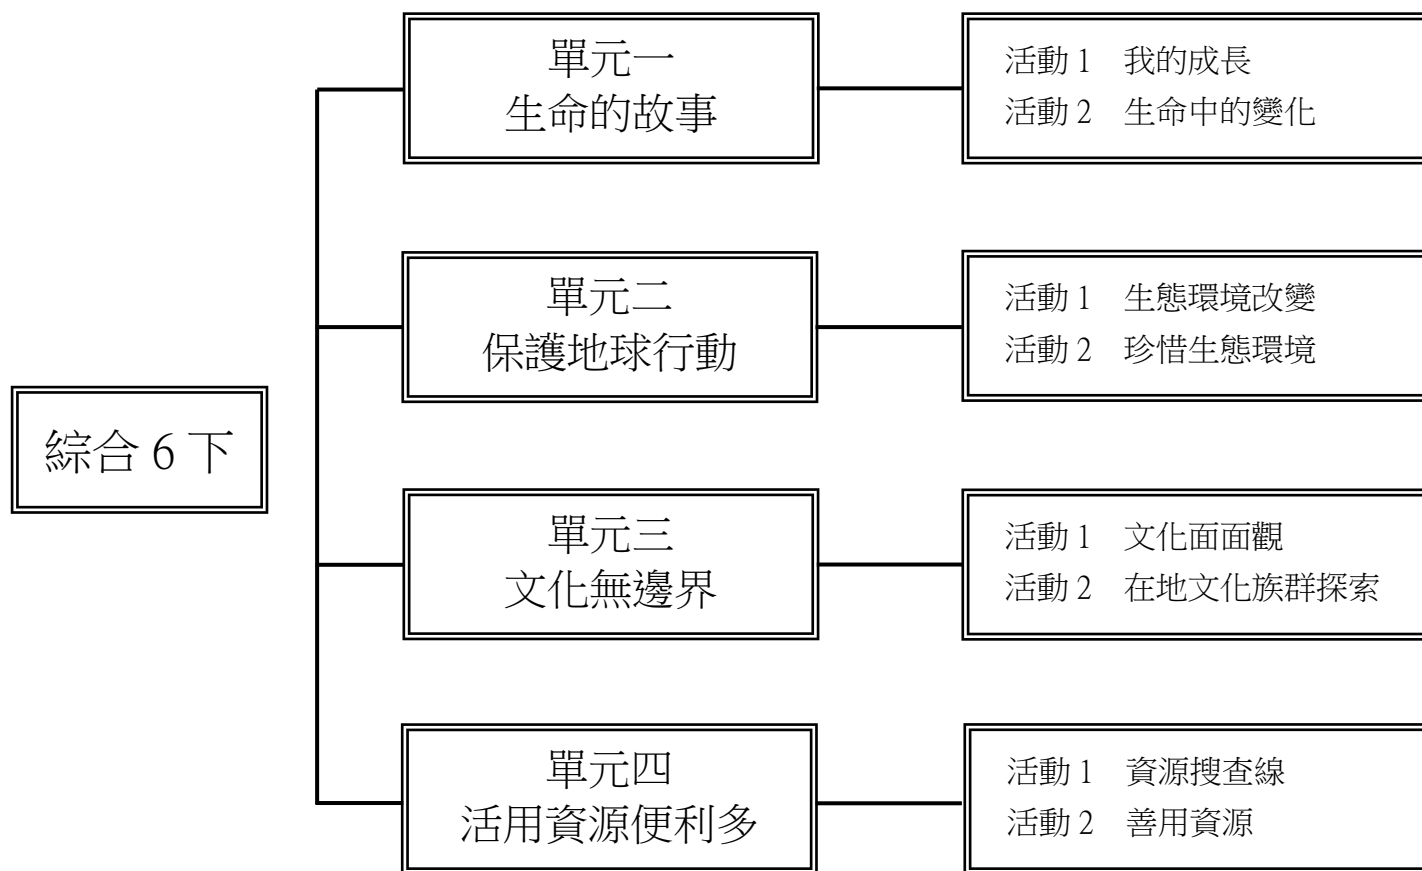 綜合 6 下
單元一
生命的故事
活動 1　我的成長
活動 2　生命中的變化
單元二
保護地球行動
活動 1　生態環境改變
活動 2　珍惜生態環境
單元三
文化無邊界
活動 1　文化面面觀
活動 2　在地文化族群探索
單元四
活用資源便利多
活動 1　資源搜查線
活動 2　善用資源